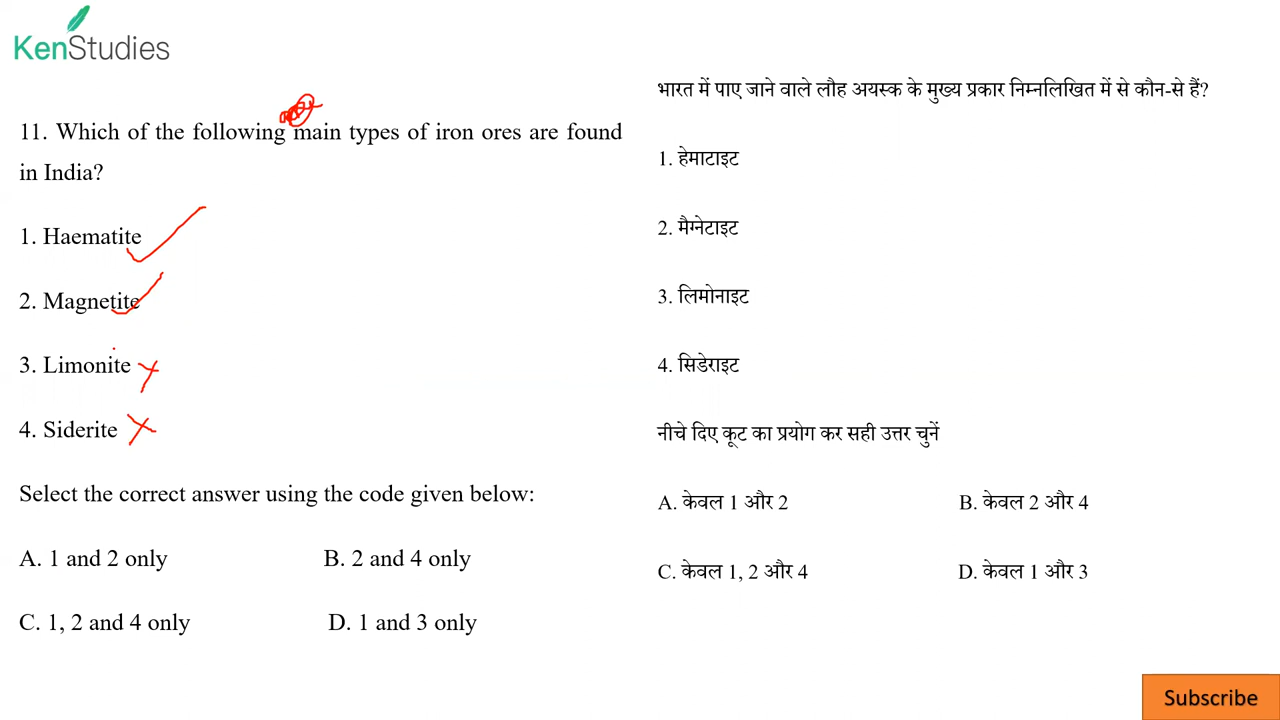 KenStudies
11. Which of the following main types of iron ores are found
in India?
1. Haematite
2. Magnetite
3. Limonite
4. Siderite
Select the correct answer using the code given below:
A. 1 and 2 only B. 2 and 4 only
C. 1, 2 and 4 only D. 1 and 3 only
भारत में पाए जाने वाले लौह अयस्क के मुख्य प्रकार निम्नलिखित में से कौन-से हैं?
1. हेमाटाइट
2. मैग्नेटाइट
3. लिमोनाइट
4. सिडेराइट
नीचे दिए कूट का प्रयोग कर सही उत्तर चुनें
A. केवल 1 और 2 B. केवल 2 और 4
C. केवल 1, 2 और 4 D. केवल 1 और 3
Subscribe